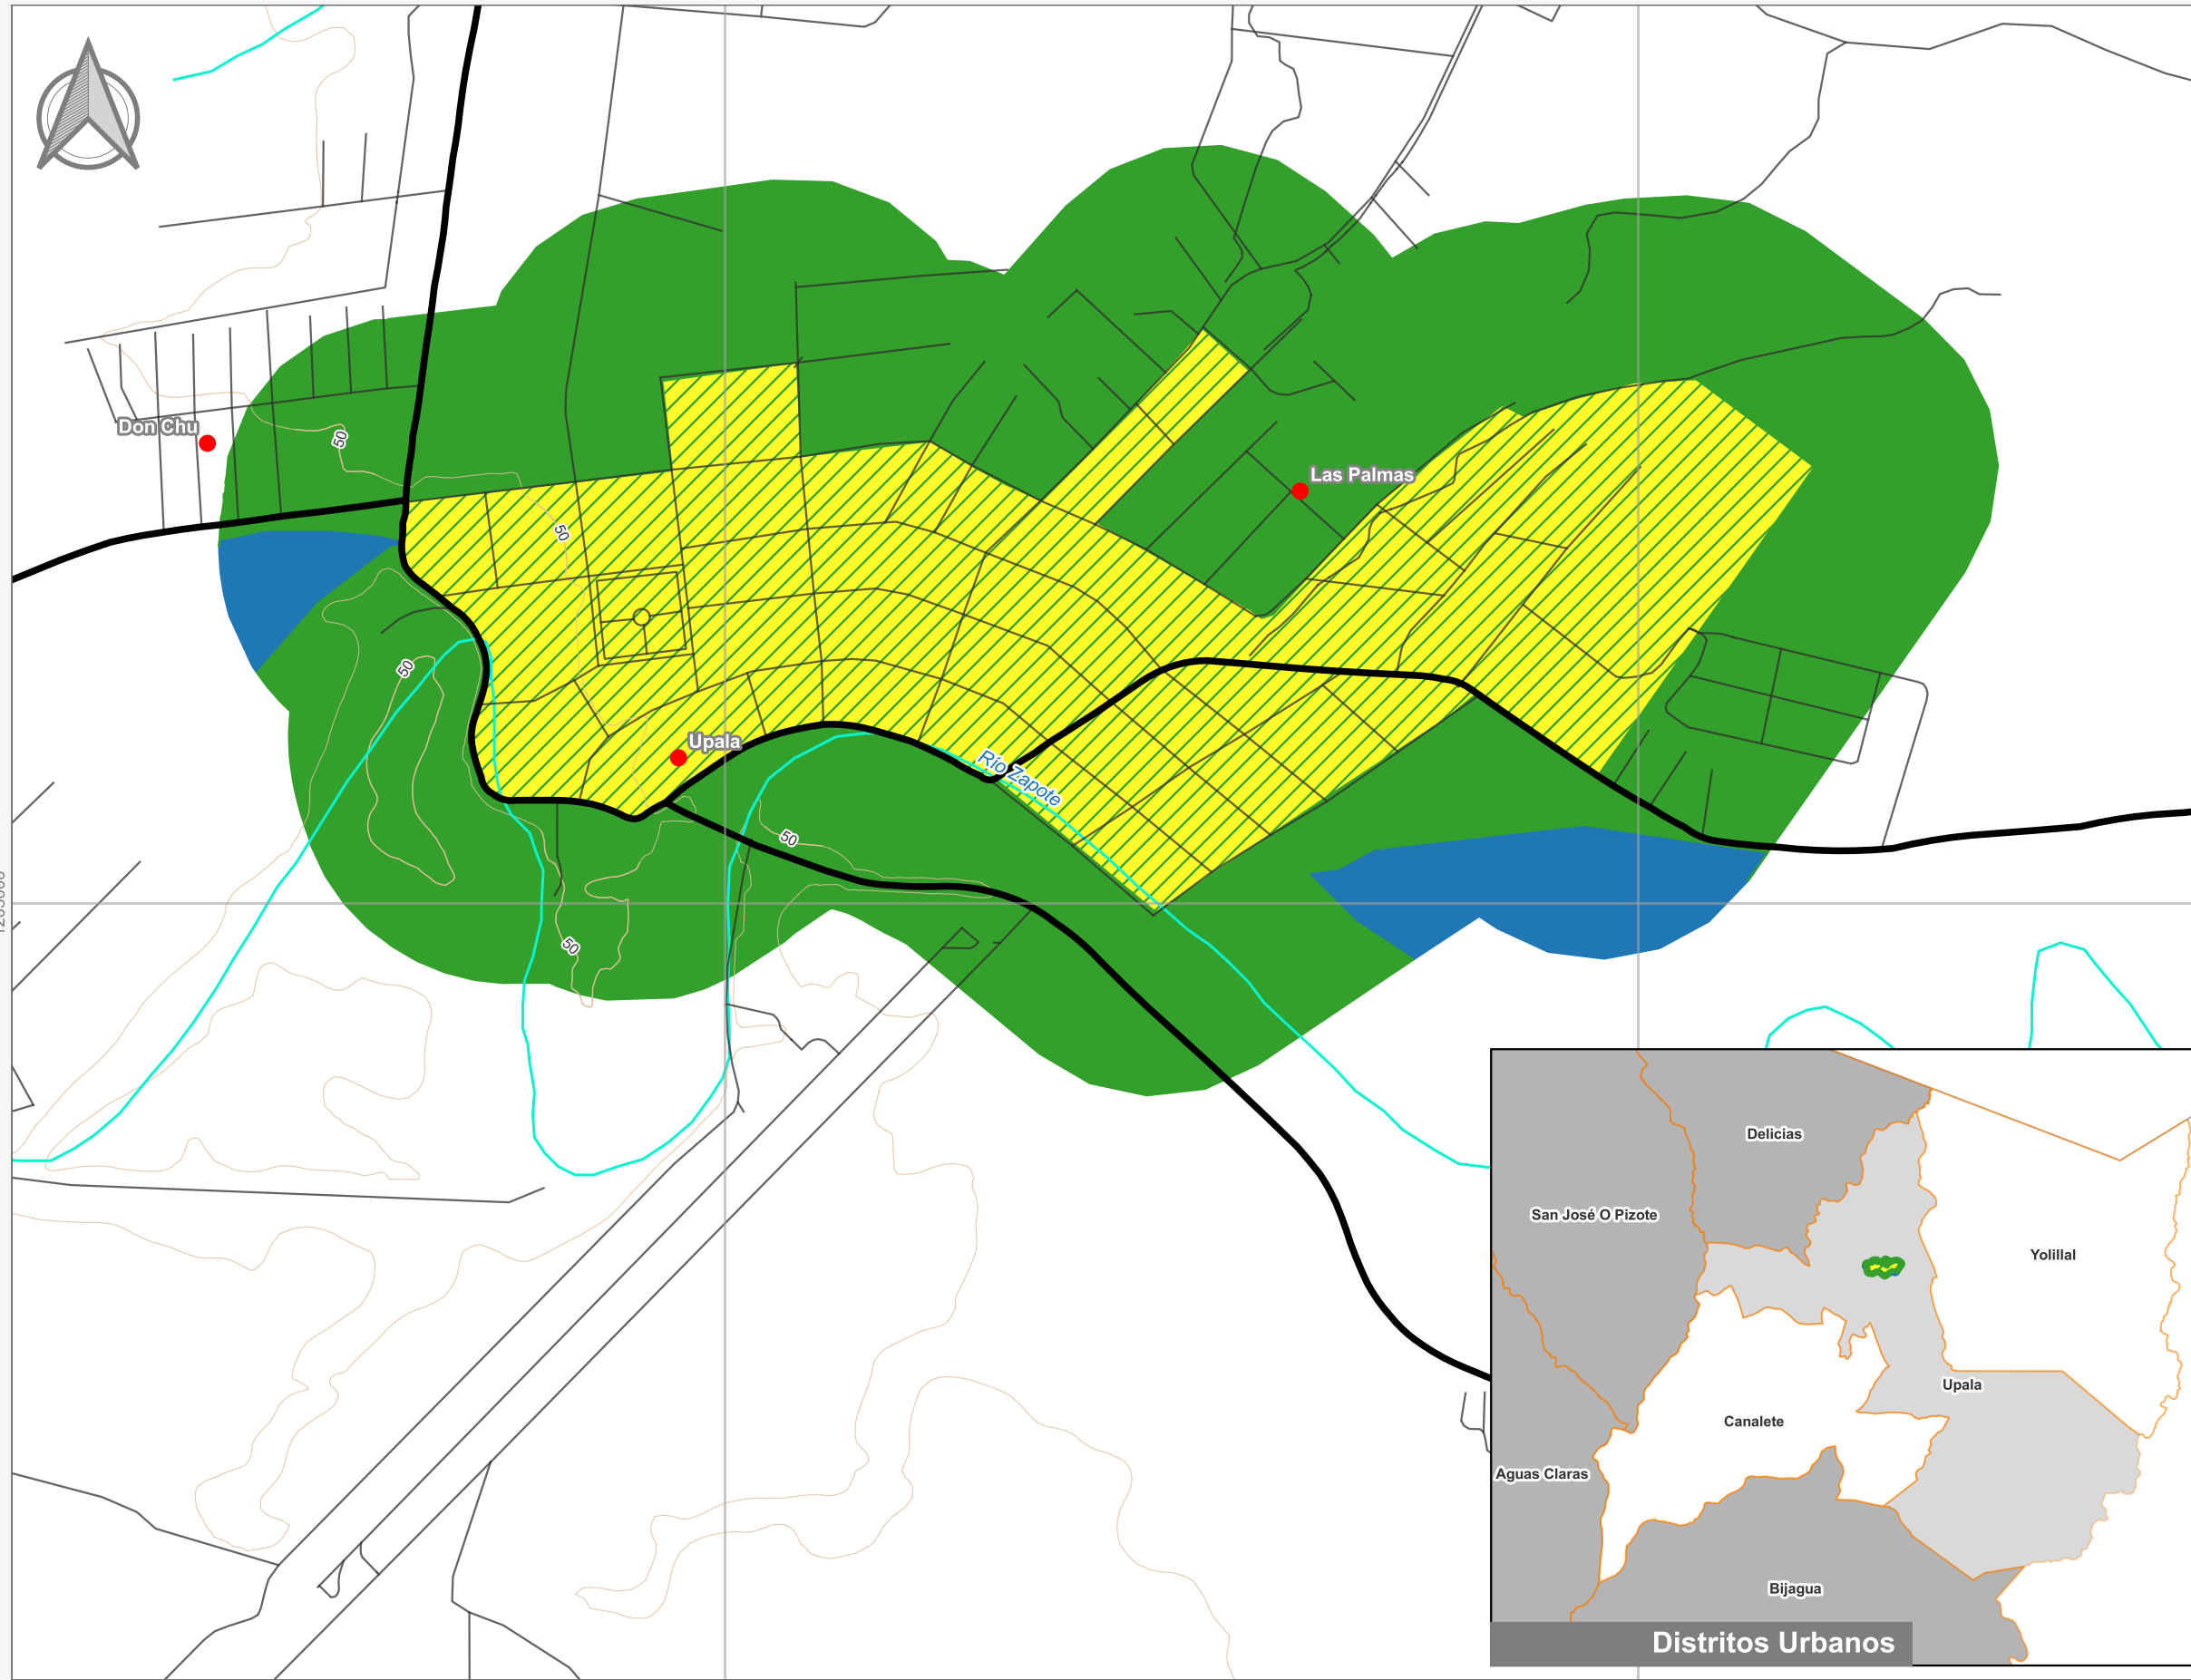 Don Chu
50
Las Palmas
50
50
Upala
Río Zapote
50
50
Delicias
San José O Pizote
Yolillal
Upala
Canalete
Aguas Claras
Bijagua
Distritos Urbanos